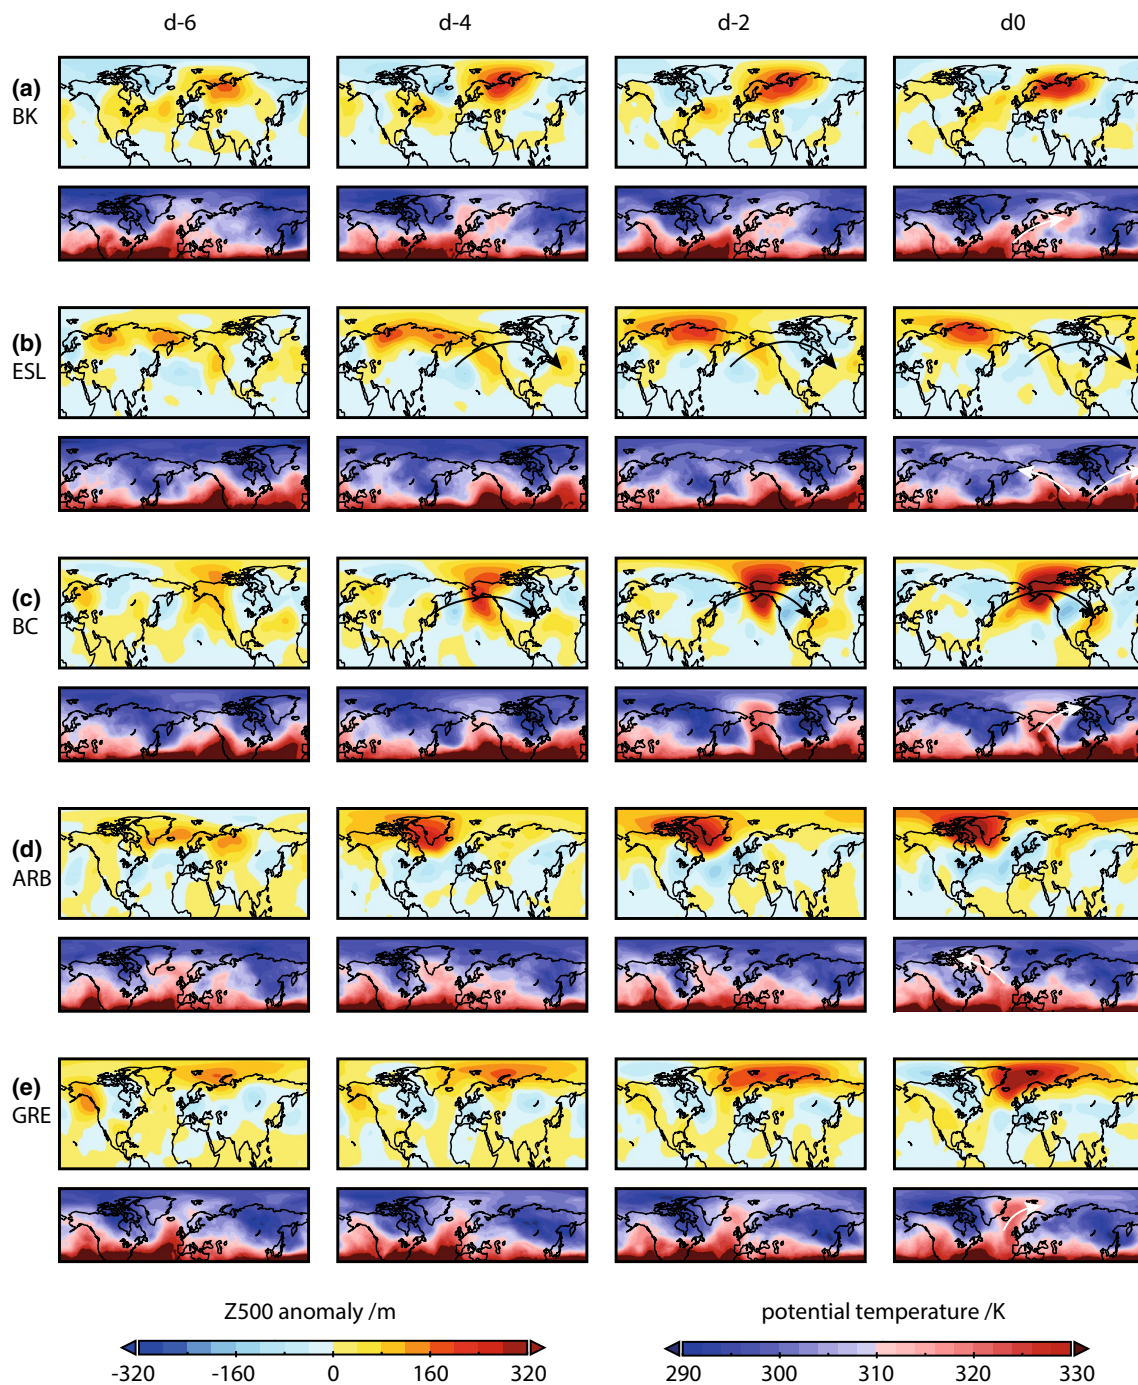 d-6 d-4 d-2 d0
(a)
BK
(b)
ESL
(c)
BC
(d)
ARB
(e)
GRE
Z500 anomaly /m potential temperature /K
-320 -160 0 160 320 290 300 310 320 330